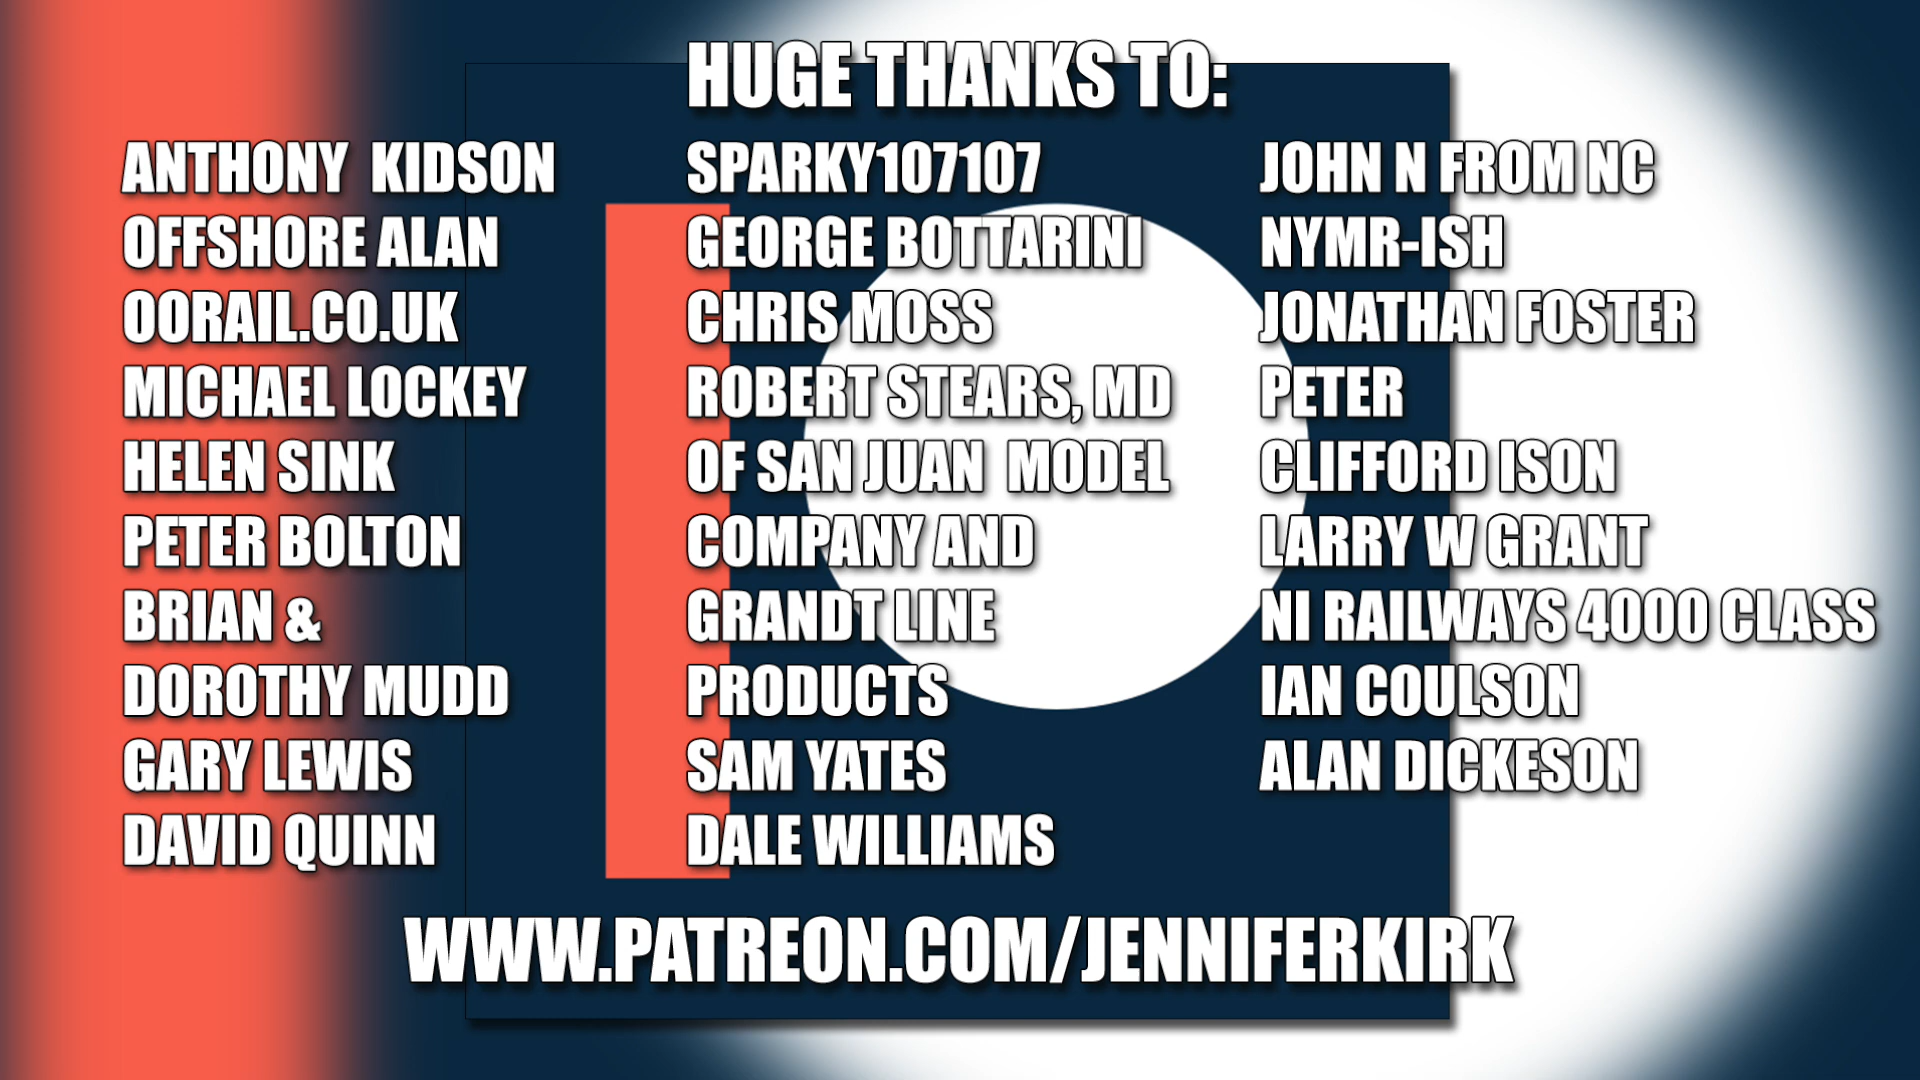 HUGE THANKS TO:
ANTHONY KIDSON
OFFSHORE ALAN
OORAIL.CO.UK
MICHAEL LOCKEY
HELEN SINK
PETER BOLTON
BRIAN &
DOROTHY MUDD
GARY LEWIS
DAVID QUINN
SPARKY107107
GEORGE BOTTARINI
CHRIS MOSS
ROBERT STEARS, MD
OF SAN JUAN MODEL
COMPANY AND
GRANDT LINE
PRODUCTS
SAM YATES
DALE WILLIAMS
JOHN N FROM NC
NYMR-ISH
JONATHAN FOSTER
PETER
CLIFFORD ISON
LARRY W GRANT
NI RAILWAYS 4000 CLASS
IAN COULSON
ALAN DICKESON
WWW.PATREON.COM/JENNIFERKIRK